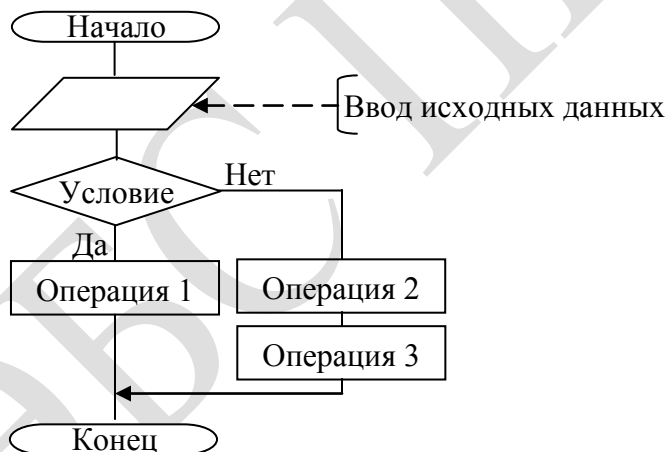 Начало
Ввод исходных данных
Условие
Нет
Да
Операция 1
Операция 2
Операция 3
Конец